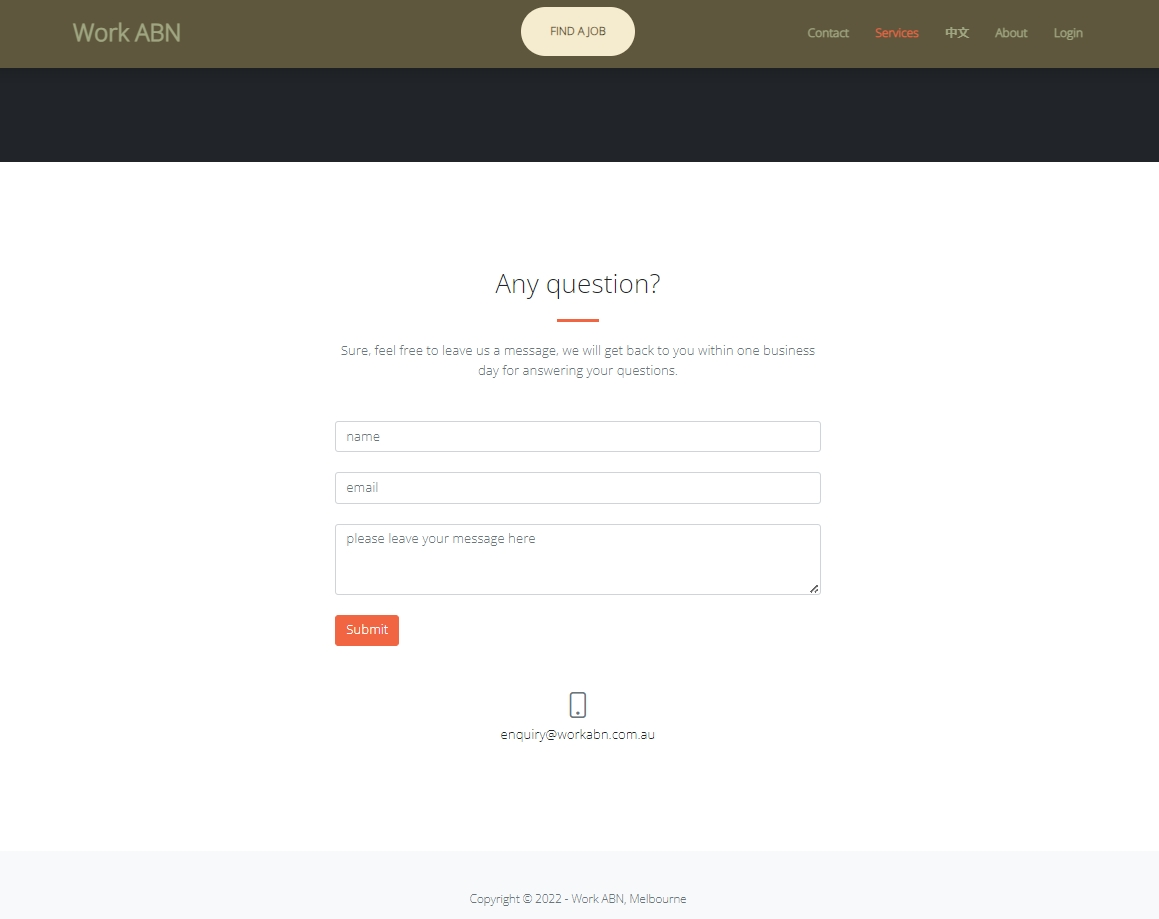 Work ABN
FIND A JOB
Contact
Services
中文
About
Login
Any question?
Sure, feel free to leave us a message, we will get back to you within one business
day for answering your questions.
name
email
please leave your message here
Submit
enquiry@workabn.com.au
Copyright © 2022 - Work ABN, Melbourne